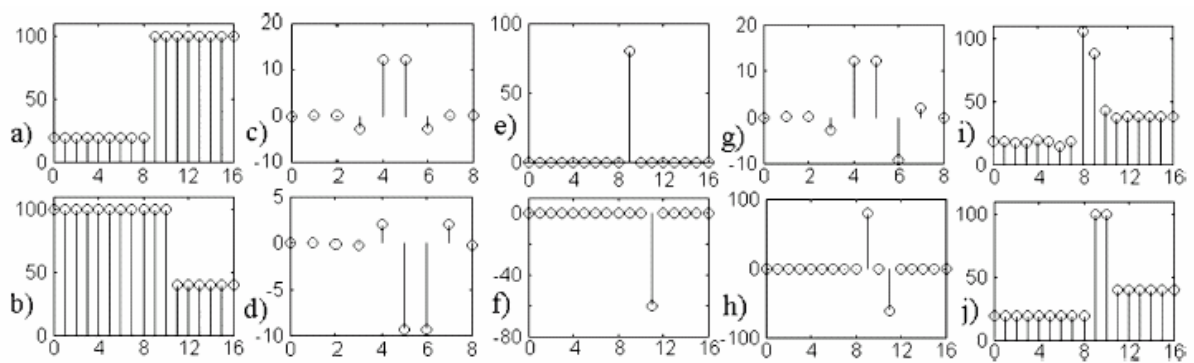 a) 100 50 0 0 4 8 12 16
c) 20 10 0 -10 0 2 4 6 8
e) 100 50 0 0 4 8 12 16
g) 20 10 0 -10 0 2 4 6 8
i) 100 50 0 0 4 8 12 16
b) 100 50 0 0 4 8 12 16
d) 5 0 -5 -10 0 2 4 6 8
f) 0 -20 -40 -60 -80 0 4 8 12 16
h) 100 0 100 0 4 8 12 16
j) 100 50 0 0 4 8 12 16